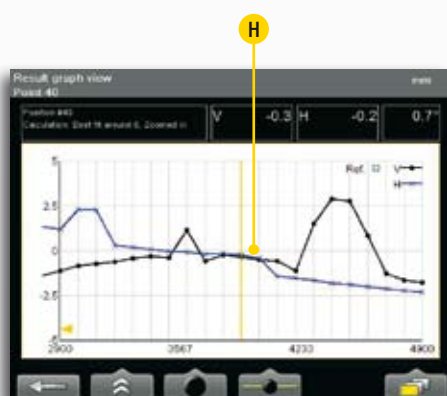 H
Result graph view mm
Point 40
Position #40
Calculation: Best fit around 0, Zoomed in
V -0.3 H -0.2 0.7°
5
Ref. V
H
2.5
0
-2.5
-5
2900 3567 4233 4900